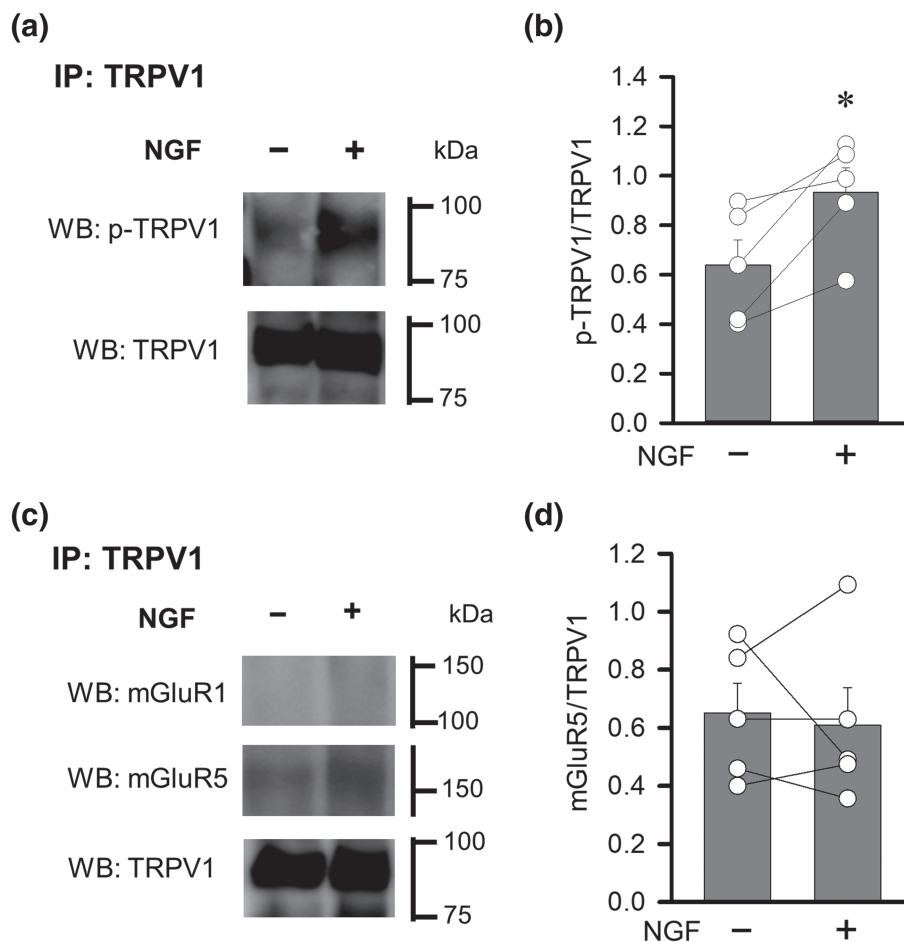 (a)
IP: TRPV1
NGF − + kDa
WB: p-TRPV1
100
75
WB: TRPV1
100
75
(b)
p-TRPV1/TRPV1
1.4
1.2
1.0
0.8
0.6
0.4
0.2
0.0
*
NGF − +
(c)
IP: TRPV1
NGF − + kDa
WB: mGluR1
150
100
WB: mGluR5
150
WB: TRPV1
100
75
(d)
mGluR5/TRPV1
1.2
1.0
0.8
0.6
0.4
0.2
0.0
NGF − +